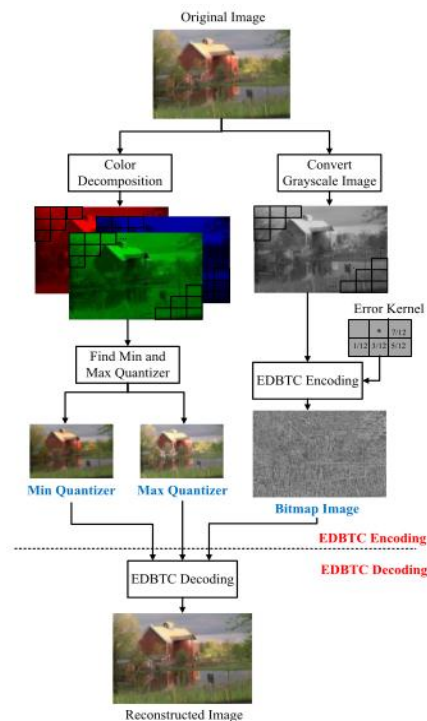 Original Image
Color
Decomposition
Convert
Grayscale Image
Error Kernel
* 7/12
1/12 3/12 5/12
Find Min and
Max Quantizer
EDBTC Encoding
Min Quantizer
Max Quantizer
Bitmap Image
EDBTC Encoding
EDBTC Decoding
EDBTC Decoding
Reconstructed Image